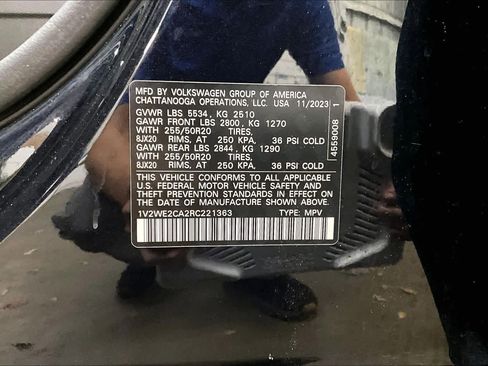 MFD BY VOLKSWAGEN GROUP OF AMERICA
CHATTANOOGA OPERATIONS, LLC. USA 11/2023
GVWR LBS 5534, KG 2510
GAWR FRONT LBS 2800, KG 1270
WITH 255/50R20 TIRES,
8JX20 RIMS, AT 250 KPA, 36 PSI COLD
GAWR REAR LBS 2844, KG 1290
WITH 255/50R20 TIRES,
8JX20 RIMS, AT 250 KPA, 36 PSI COLD
THIS VEHICLE CONFORMS TO ALL APPLICABLE
U.S. FEDERAL MOTOR VEHICLE SAFETY AND
THEFT PREVENTION STANDARDS IN EFFECT ON
THE DATE OF MANUFACTURE SHOWN ABOVE.
1V2WE2CA2RC221363 TYPE: MPV
4559008 1